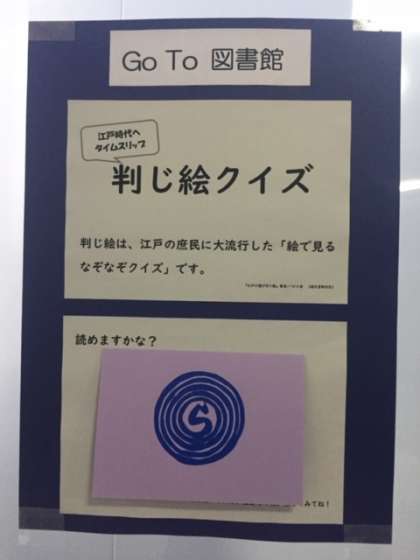 Go To 図書館
江戸時代へ
タイムスリップ
判じ絵クイズ
判じ絵は、江戸の庶民に大流行した「絵で見る
なぞなぞクイズ」です。
読めますかな？
みてね！